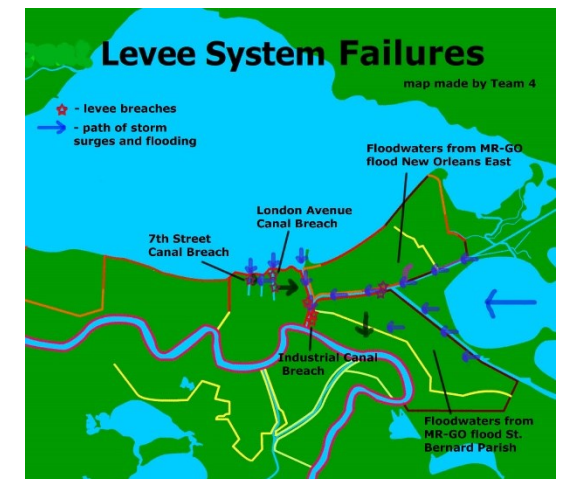 Levee System Failures
map made by Team 4
- levee breaches
- path of storm
surges and flooding
Floodwaters from MR-GO
flood New Orleans East
London Avenue
Canal Breach
7th Street
Canal Breach
Industrial Canal
Breach
Floodwaters from
MR-GO flood St.
Bernard Parish